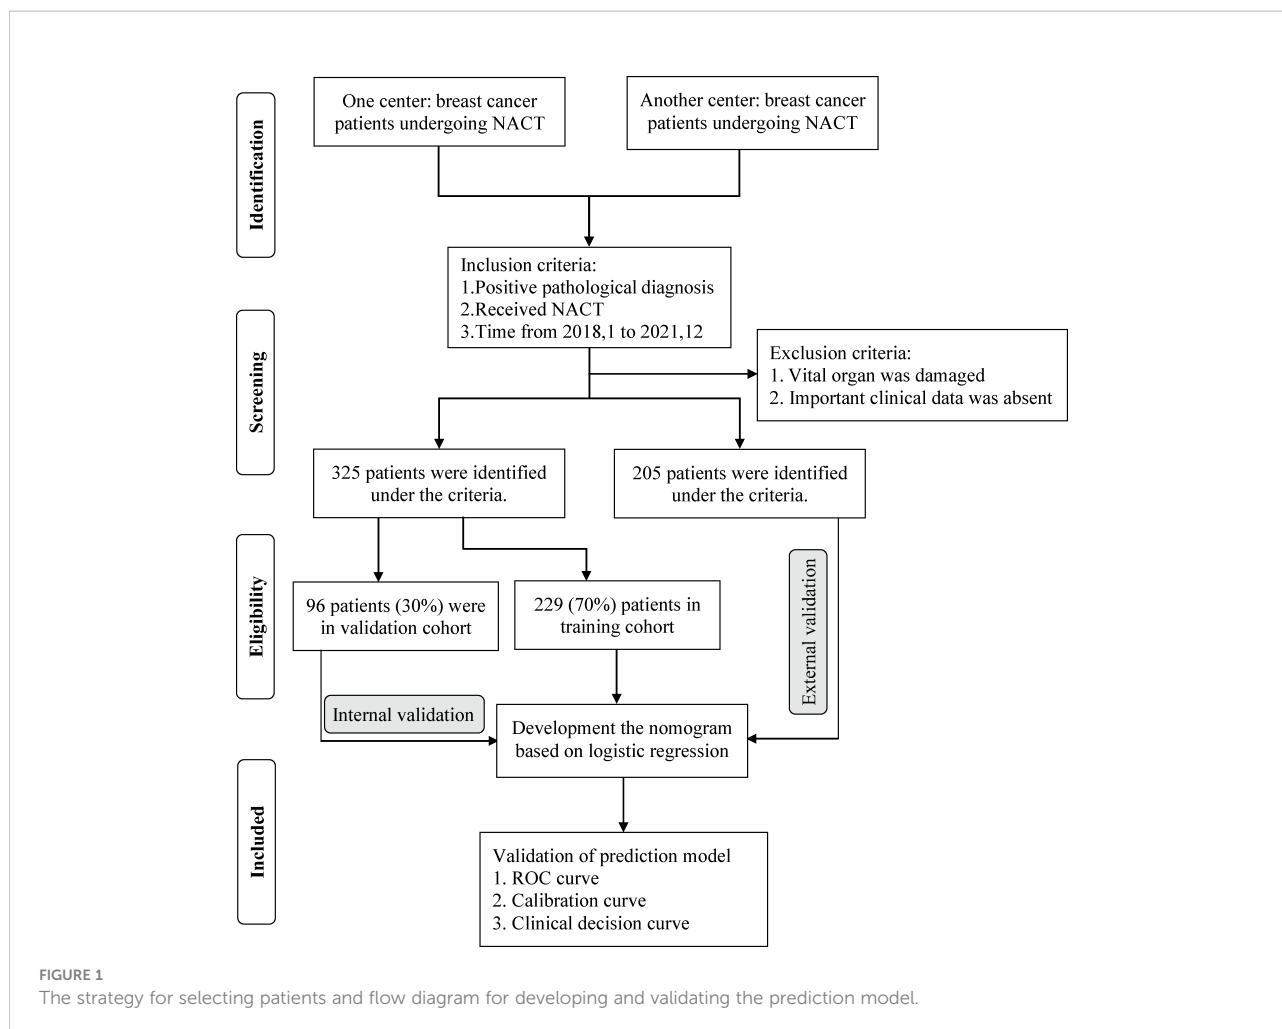 Identification
One center: breast cancer
patients undergoing NACT
Another center: breast cancer
patients undergoing NACT
Inclusion criteria:
1.Positive pathological diagnosis
2.Received NACT
3.Time from 2018,1 to 2021,12
Screening
Exclusion criteria:
1. Vital organ was damaged
2. Important clinical data was absent
325 patients were identified
under the criteria.
205 patients were identified
under the criteria.
Eligibility
96 patients (30%) were
in validation cohort
229 (70%) patients in
training cohort
External validation
Internal validation
Development the nomogram
based on logistic regression
Included
Validation of prediction model
1. ROC curve
2. Calibration curve
3. Clinical decision curve
FIGURE 1
The strategy for selecting patients and flow diagram for developing and validating the prediction model.